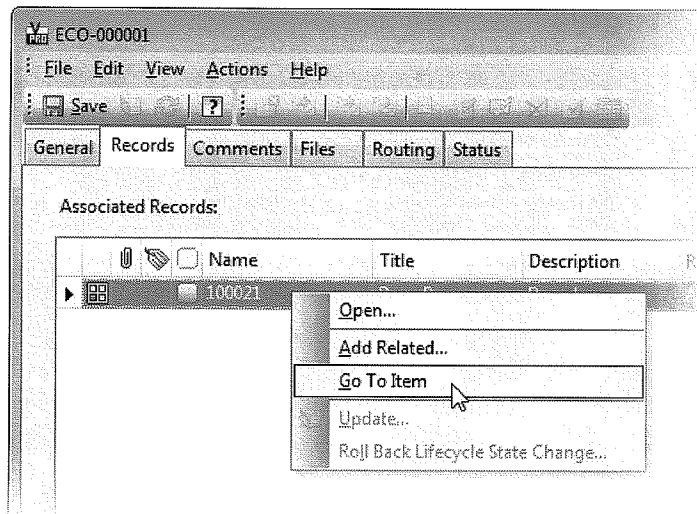 V
PRO ECO-000001
File Edit View Actions Help
Save
General Records Comments Files Routing Status
Associated Records:
Name Title Description R
100021
Open...
Add Related...
Go To Item
Update...
Roll Back Lifecycle State Change...